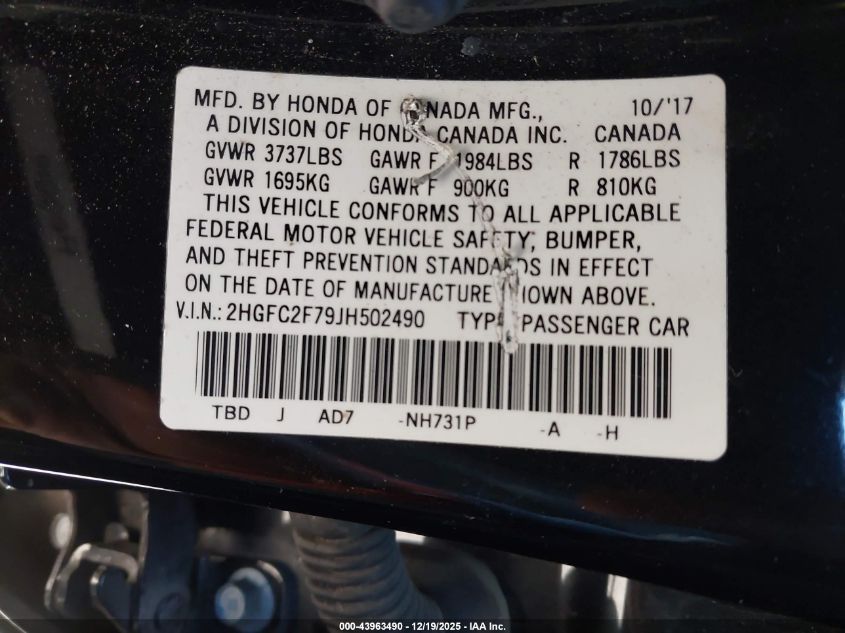 MFD. BY HONDA OF CANADA MFG., 10/'17
A DIVISION OF HONDA CANADA INC. CANADA
GVWR 3737LBS GAWR F 1984LBS R 1786LBS
GVWR 1695KG GAWR F 900KG R 810KG
THIS VEHICLE CONFORMS TO ALL APPLICABLE
FEDERAL MOTOR VEHICLE SAFETY, BUMPER,
AND THEFT PREVENTION STANDARDS IN EFFECT
ON THE DATE OF MANUFACTURE SHOWN ABOVE.
V.I.N.: 2HGFC2F79JH502490 TYPE PASSENGER CAR
TBD J AD7 -NH731P -A -H
000-43963490 - 12/19/2025 - IAA Inc.